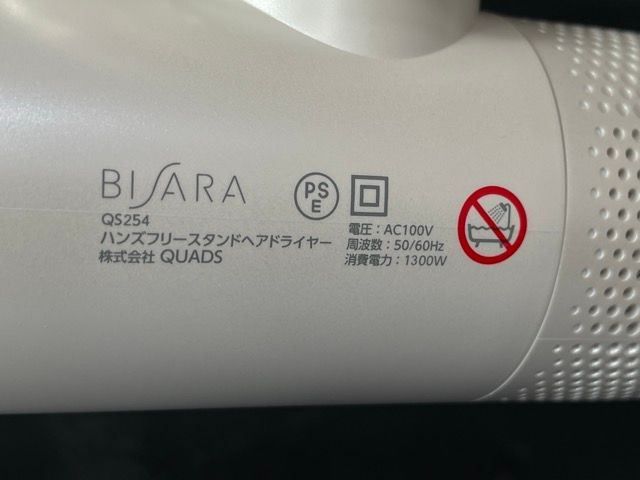 BISARA
QS254
ハンズフリースタンドヘアドライヤー
株式会社 QUADS
PS
E
電圧：AC100V
周波数：50/60Hz
消費電力：1300W